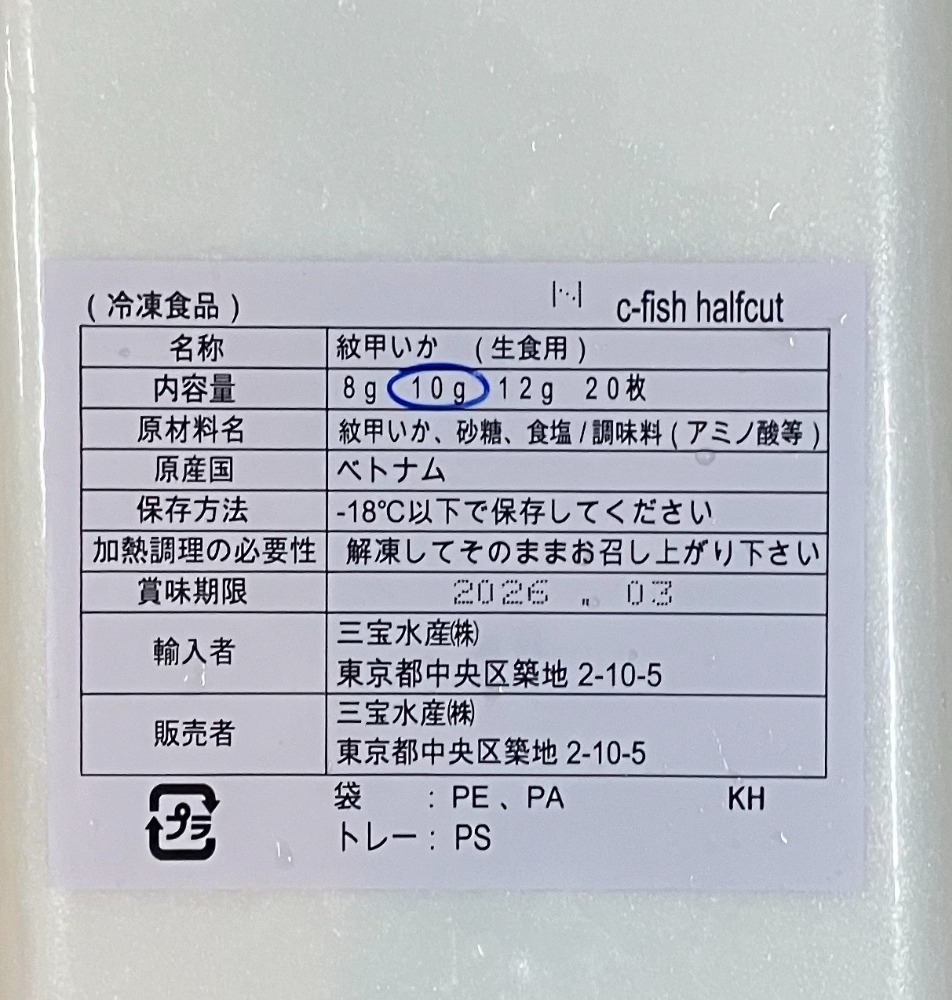 (冷凍食品) c-fish halfcut
名称 紋甲いか (生食用)
内容量 8g 10g 12g 20枚
原材料名 紋甲いか、砂糖、食塩/調味料(アミノ酸等)
原産国 ベトナム
保存方法 -18℃以下で保存してください
加熱調理の必要性 解凍してそのままお召し上がり下さい
賞味期限 2026 . 03
輸入者 三宝水産㈱
東京都中央区築地 2-10-5
販売者 三宝水産㈱
東京都中央区築地 2-10-5
プラ 袋 : PE、PA KH
トレー : PS